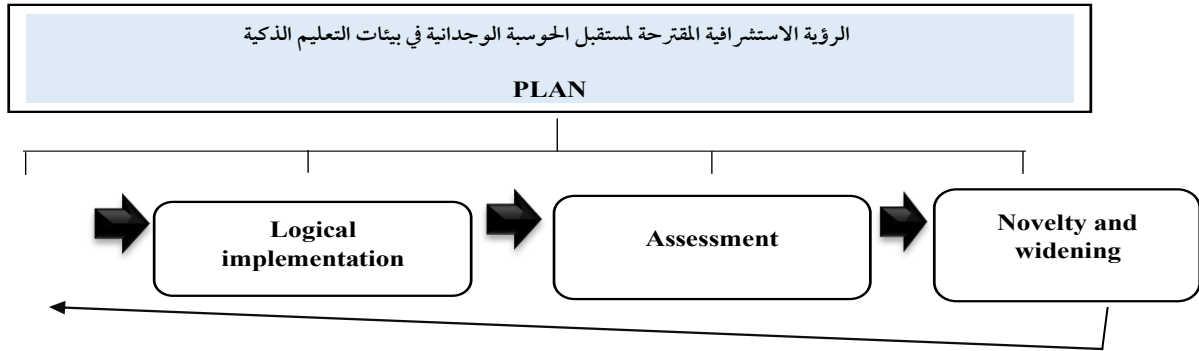 الرؤية الاستشرافية المقترحة لمستقبل الحوسبة الوجدانية في بيئات التعليم الذكية
PLAN
Logical
implementation
Assessment
Novelty and
widening